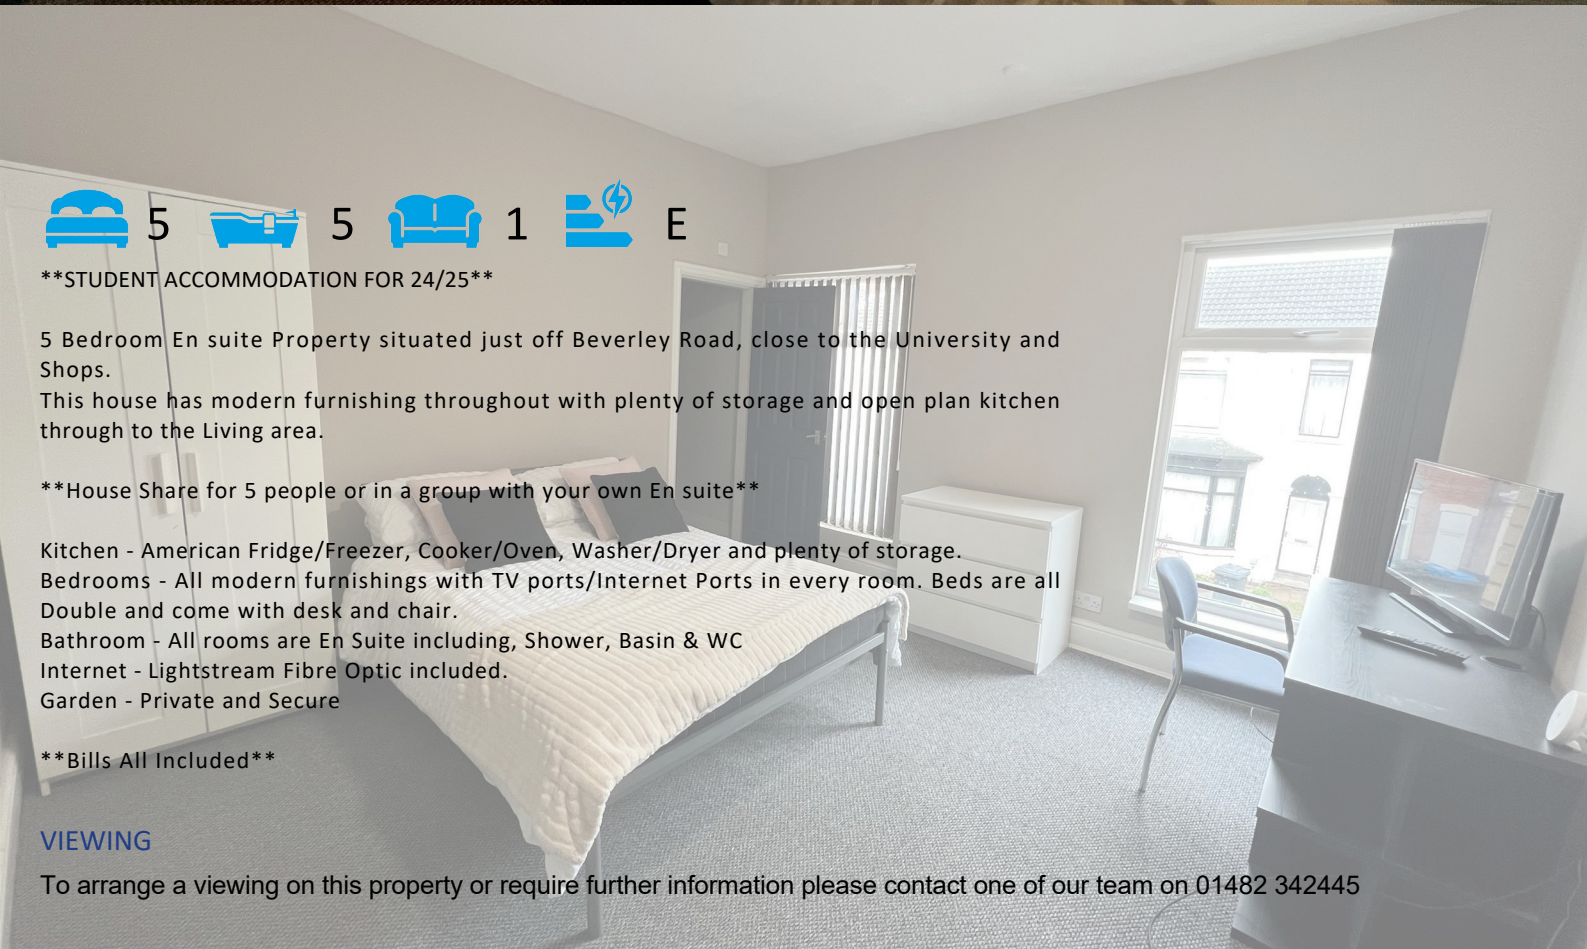 5 5 1 E
**STUDENT ACCOMMODATION FOR 24/25**
5 Bedroom En suite Property situated just off Beverley Road, close to the University and
Shops.
This house has modern furnishing throughout with plenty of storage and open plan kitchen
through to the Living area.
**House Share for 5 people or in a group with your own En suite**
Kitchen - American Fridge/Freezer, Cooker/Oven, Washer/Dryer and plenty of storage.
Bedrooms - All modern furnishings with TV ports/Internet Ports in every room. Beds are all
Double and come with desk and chair.
Bathroom - All rooms are En Suite including, Shower, Basin & WC
Internet - Lightstream Fibre Optic included.
Garden - Private and Secure
**Bills All Included**
VIEWING
To arrange a viewing on this property or require further information please contact one of our team on 01482 342445